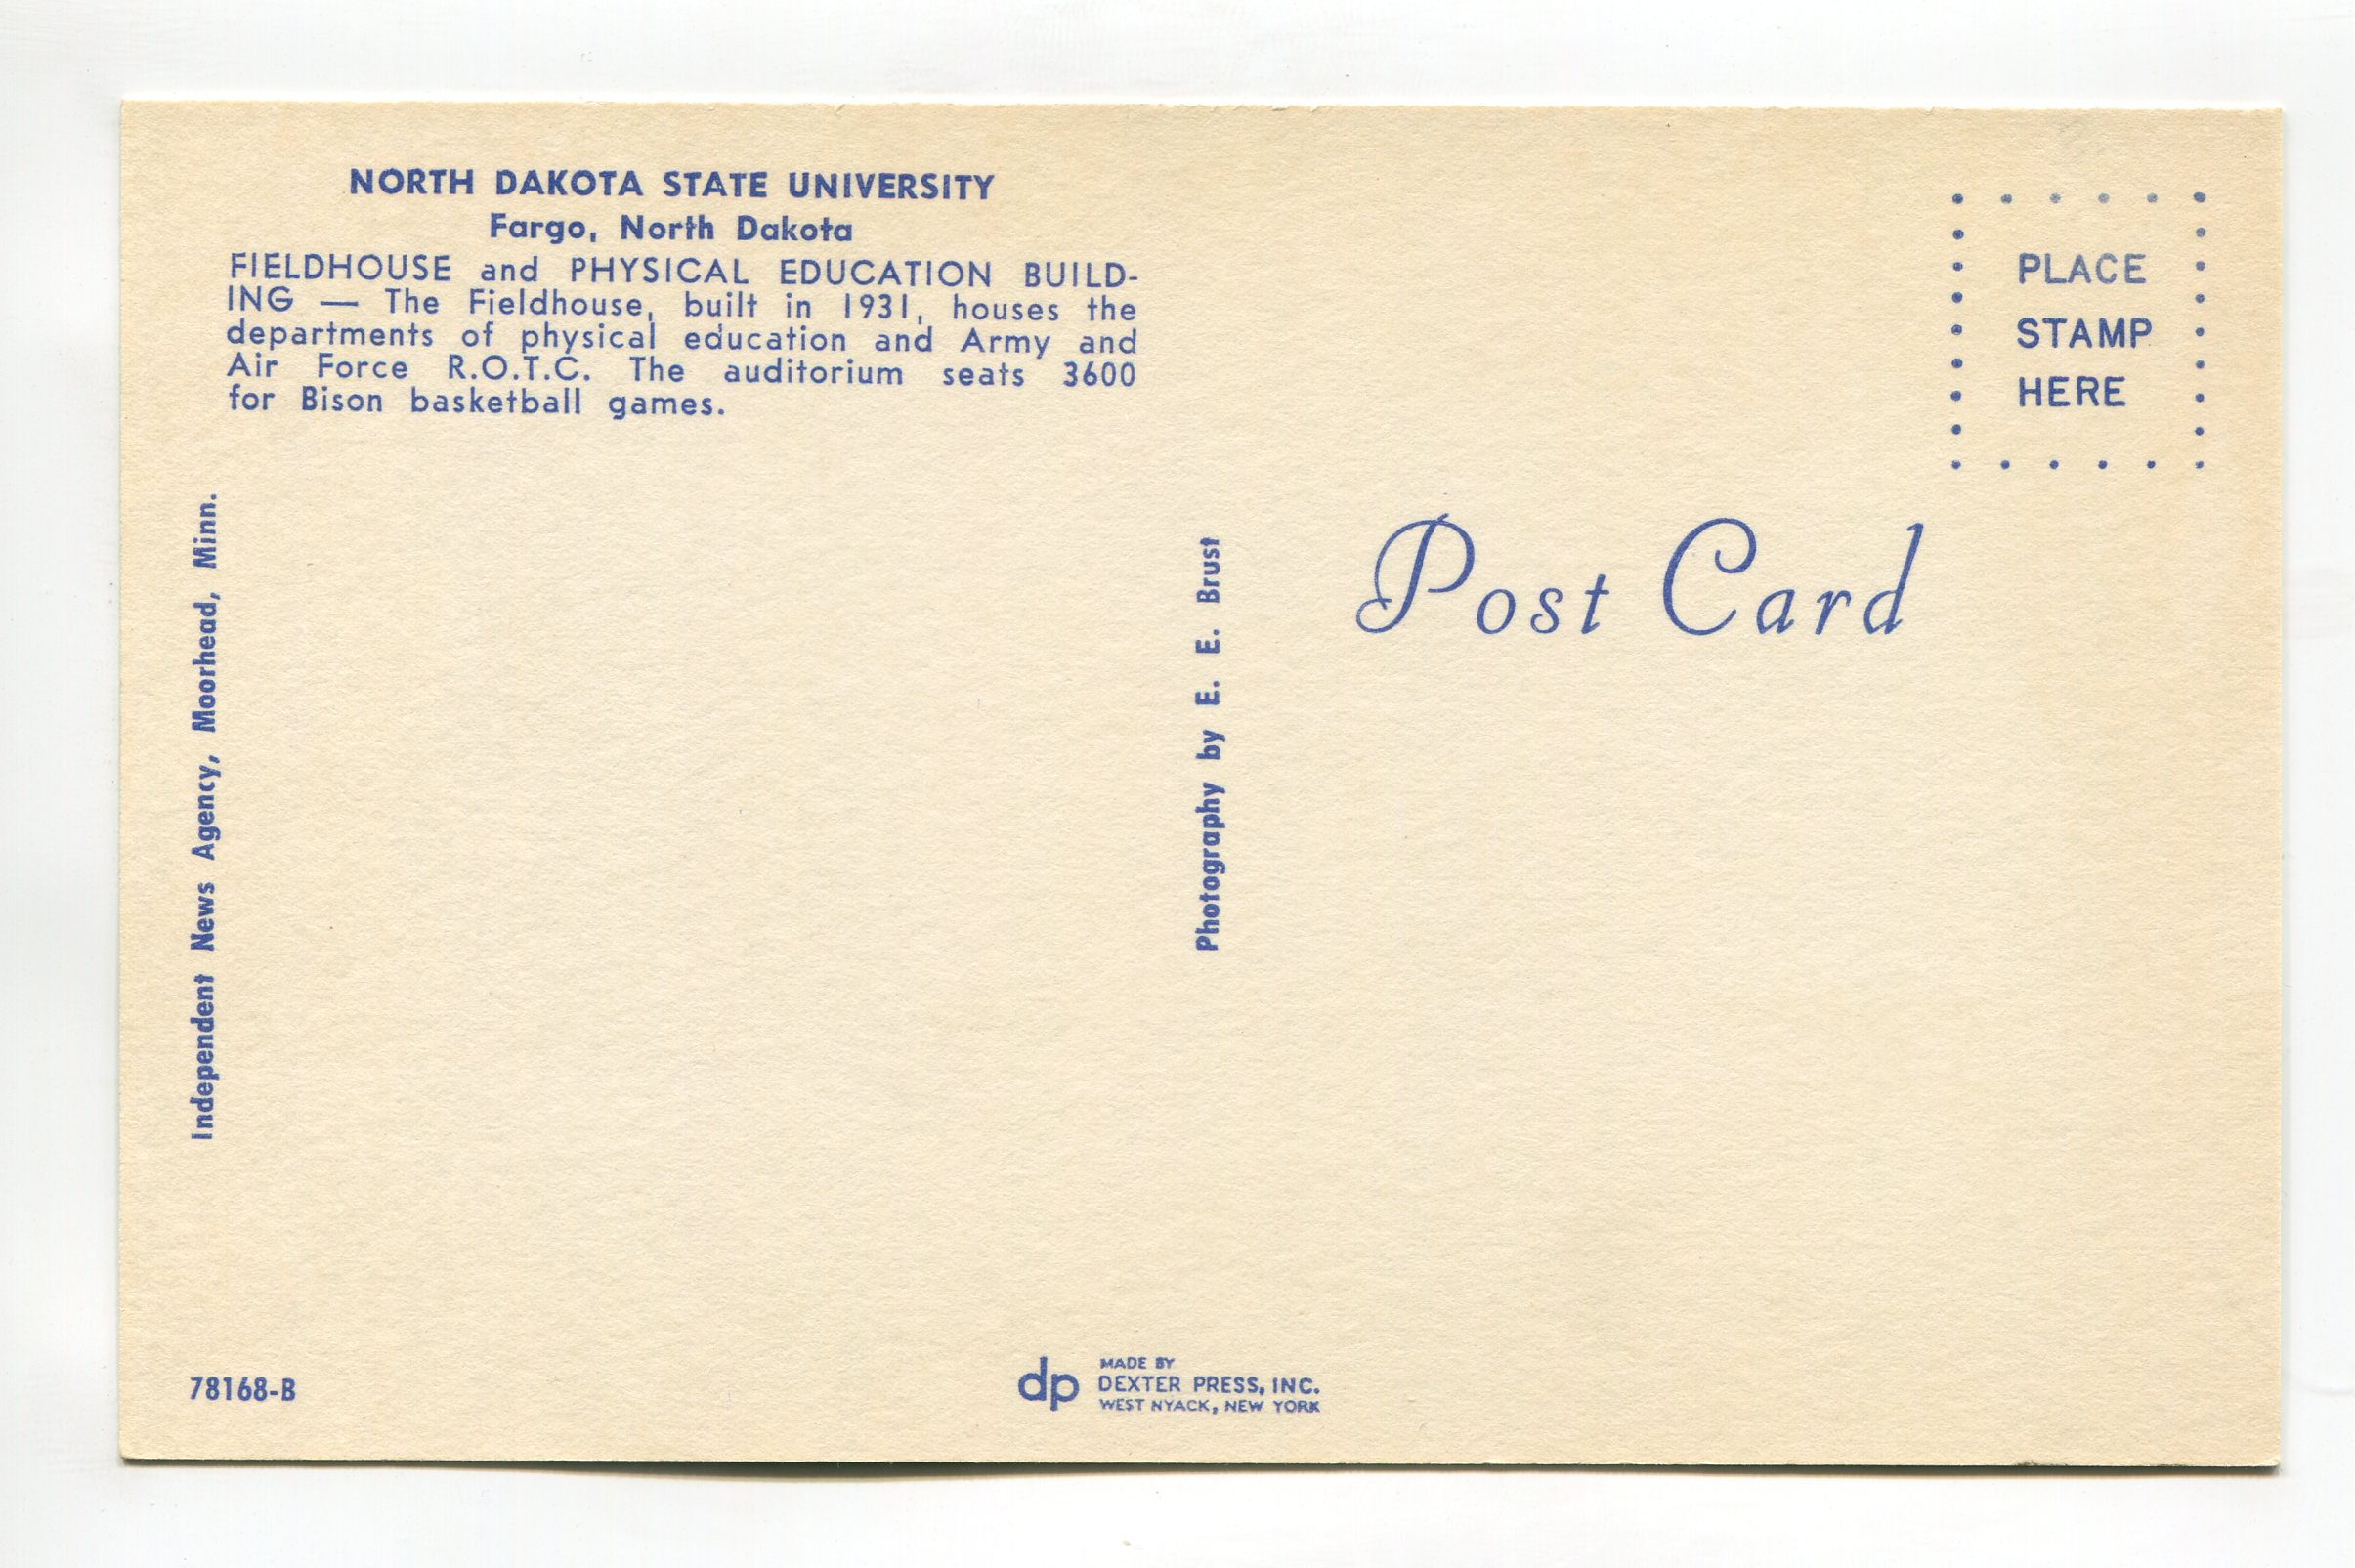 NORTH DAKOTA STATE UNIVERSITY
Fargo, North Dakota
FIELDHOUSE and PHYSICAL EDUCATION BUILD-
ING — The Fieldhouse, built in 1931, houses the
departments of physical education and Army and
Air Force R.O.T.C. The auditorium seats 3600
for Bison basketball games.
Independent News Agency, Moorhead, Minn.
78168-B
Photography by E. E. Brust
dp
MADE BY
DEXTER PRESS, INC.
WEST NYACK, NEW YORK
PLACE
STAMP
HERE
Post Card